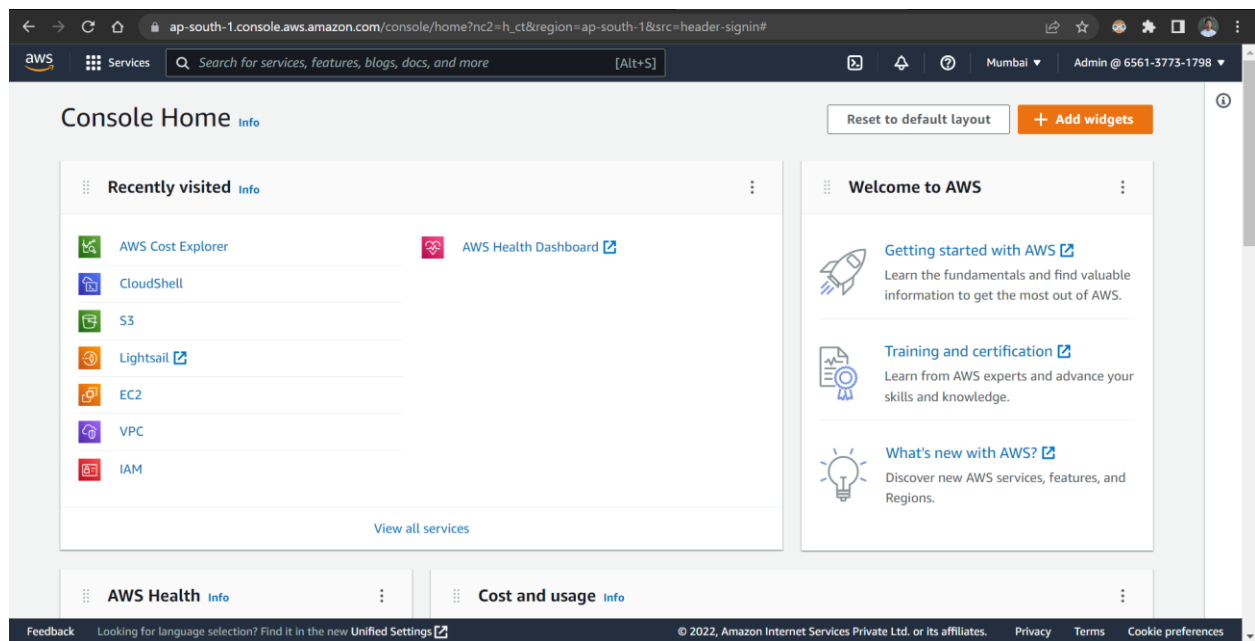 ap-south-1.console.aws.amazon.com/console/home?nc2=h_ct&region=ap-south-1&src=header-signin#
aws Services Search for services, features, blogs, docs, and more [Alt+S] Mumbai ▼ Admin @ 6561-3773-1798 ▼
Console Home Info
Reset to default layout
+ Add widgets
Recently visited Info
AWS Cost Explorer
CloudShell
S3
Lightsail
EC2
VPC
IAM
AWS Health Dashboard
View all services
Welcome to AWS
Getting started with AWS
Learn the fundamentals and find valuable
information to get the most out of AWS.
Training and certification
Learn from AWS experts and advance your
skills and knowledge.
What's new with AWS?
Discover new AWS services, features, and
Regions.
AWS Health Info
Cost and usage Info
Feedback Looking for language selection? Find it in the new Unified Settings © 2022, Amazon Internet Services Private Ltd. or its affiliates. Privacy Terms Cookie preferences